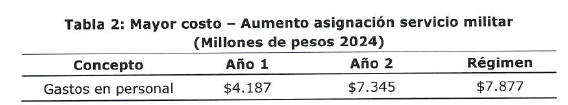 Tabla 2: Mayor costo – Aumento asignación servicio militar
(Millones de pesos 2024)
Concepto Año 1 Año 2 Régimen
Gastos en personal $4.187 $7.345 $7.877